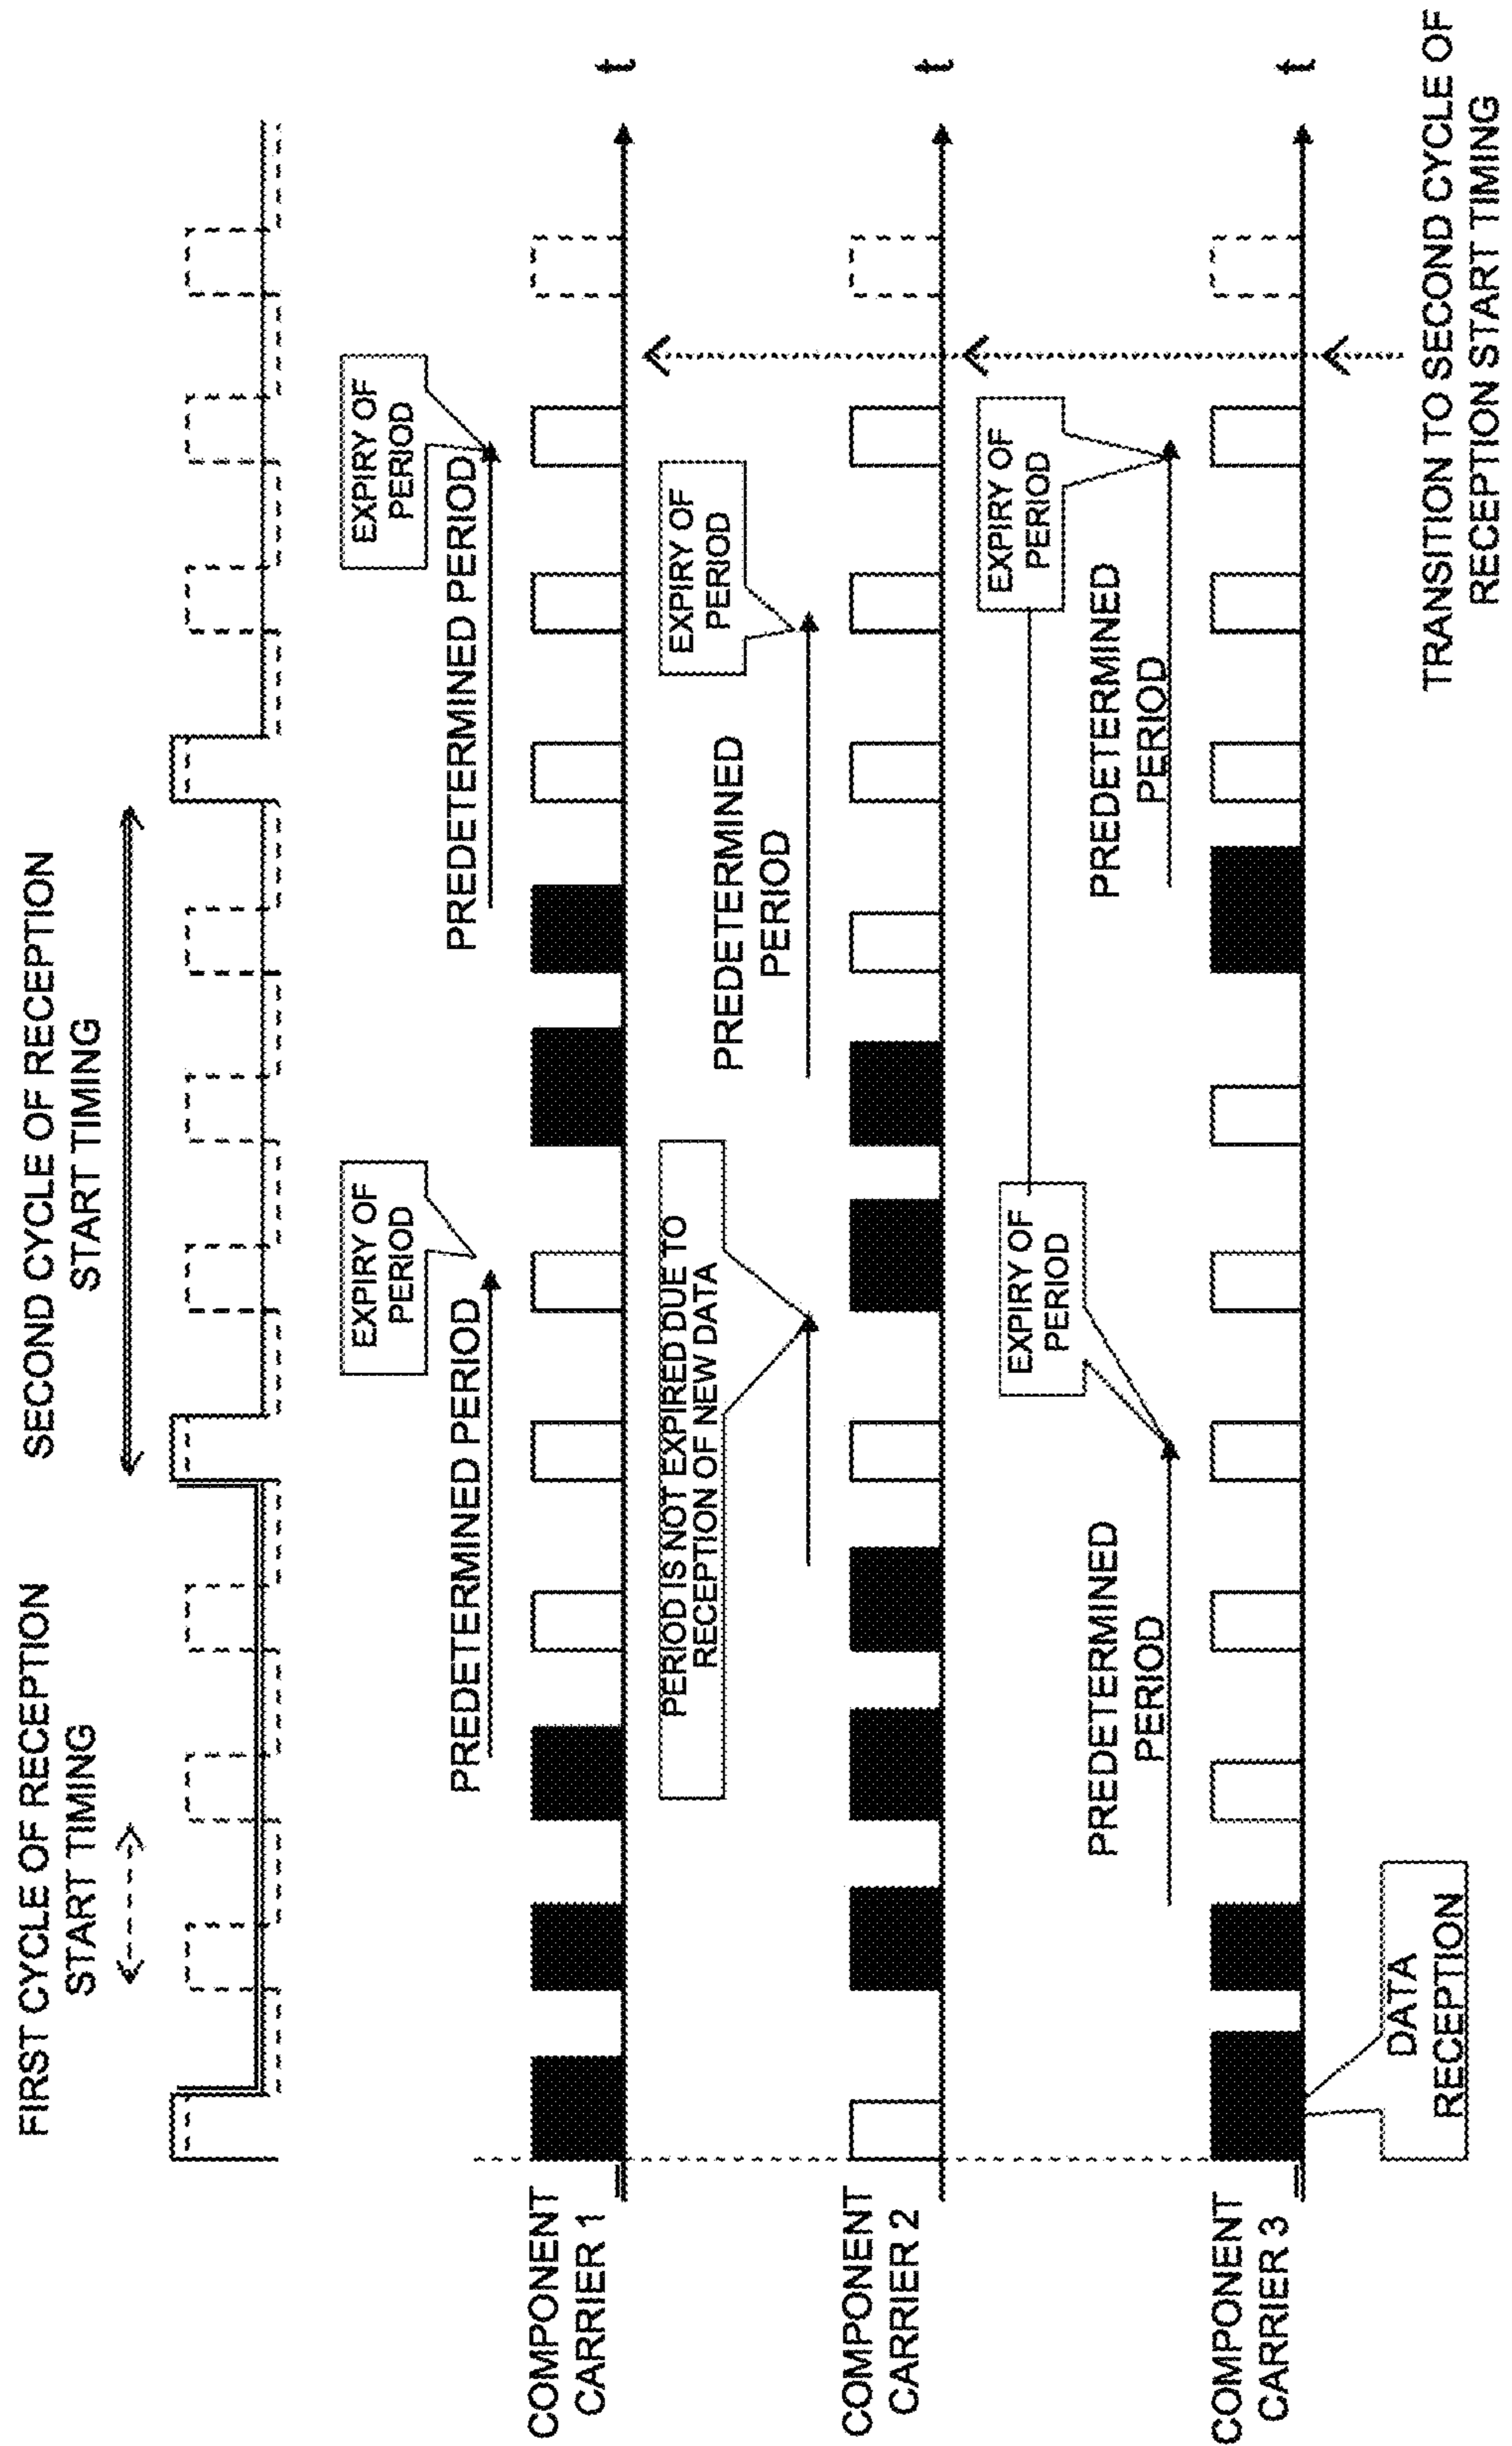 FIRST CYCLE OF RECEPTION
START TIMING
SECOND CYCLE OF RECEPTION
START TIMING
COMPONENT
CARRIER 1
PREDETERMINED PERIOD
EXPIRY OF
PERIOD
PREDETERMINED PERIOD
EXPIRY OF
PERIOD
t
COMPONENT
CARRIER 2
PERIOD IS NOT EXPIRED DUE TO
RECEPTION OF NEW DATA
PREDETERMINED
PERIOD
EXPIRY OF
PERIOD
t
COMPONENT
CARRIER 3
PREDETERMINED
PERIOD
EXPIRY OF
PERIOD
PREDETERMINED
PERIOD
EXPIRY OF
PERIOD
t
DATA
RECEPTION
TRANSITION TO SECOND CYCLE OF
RECEPTION START TIMING